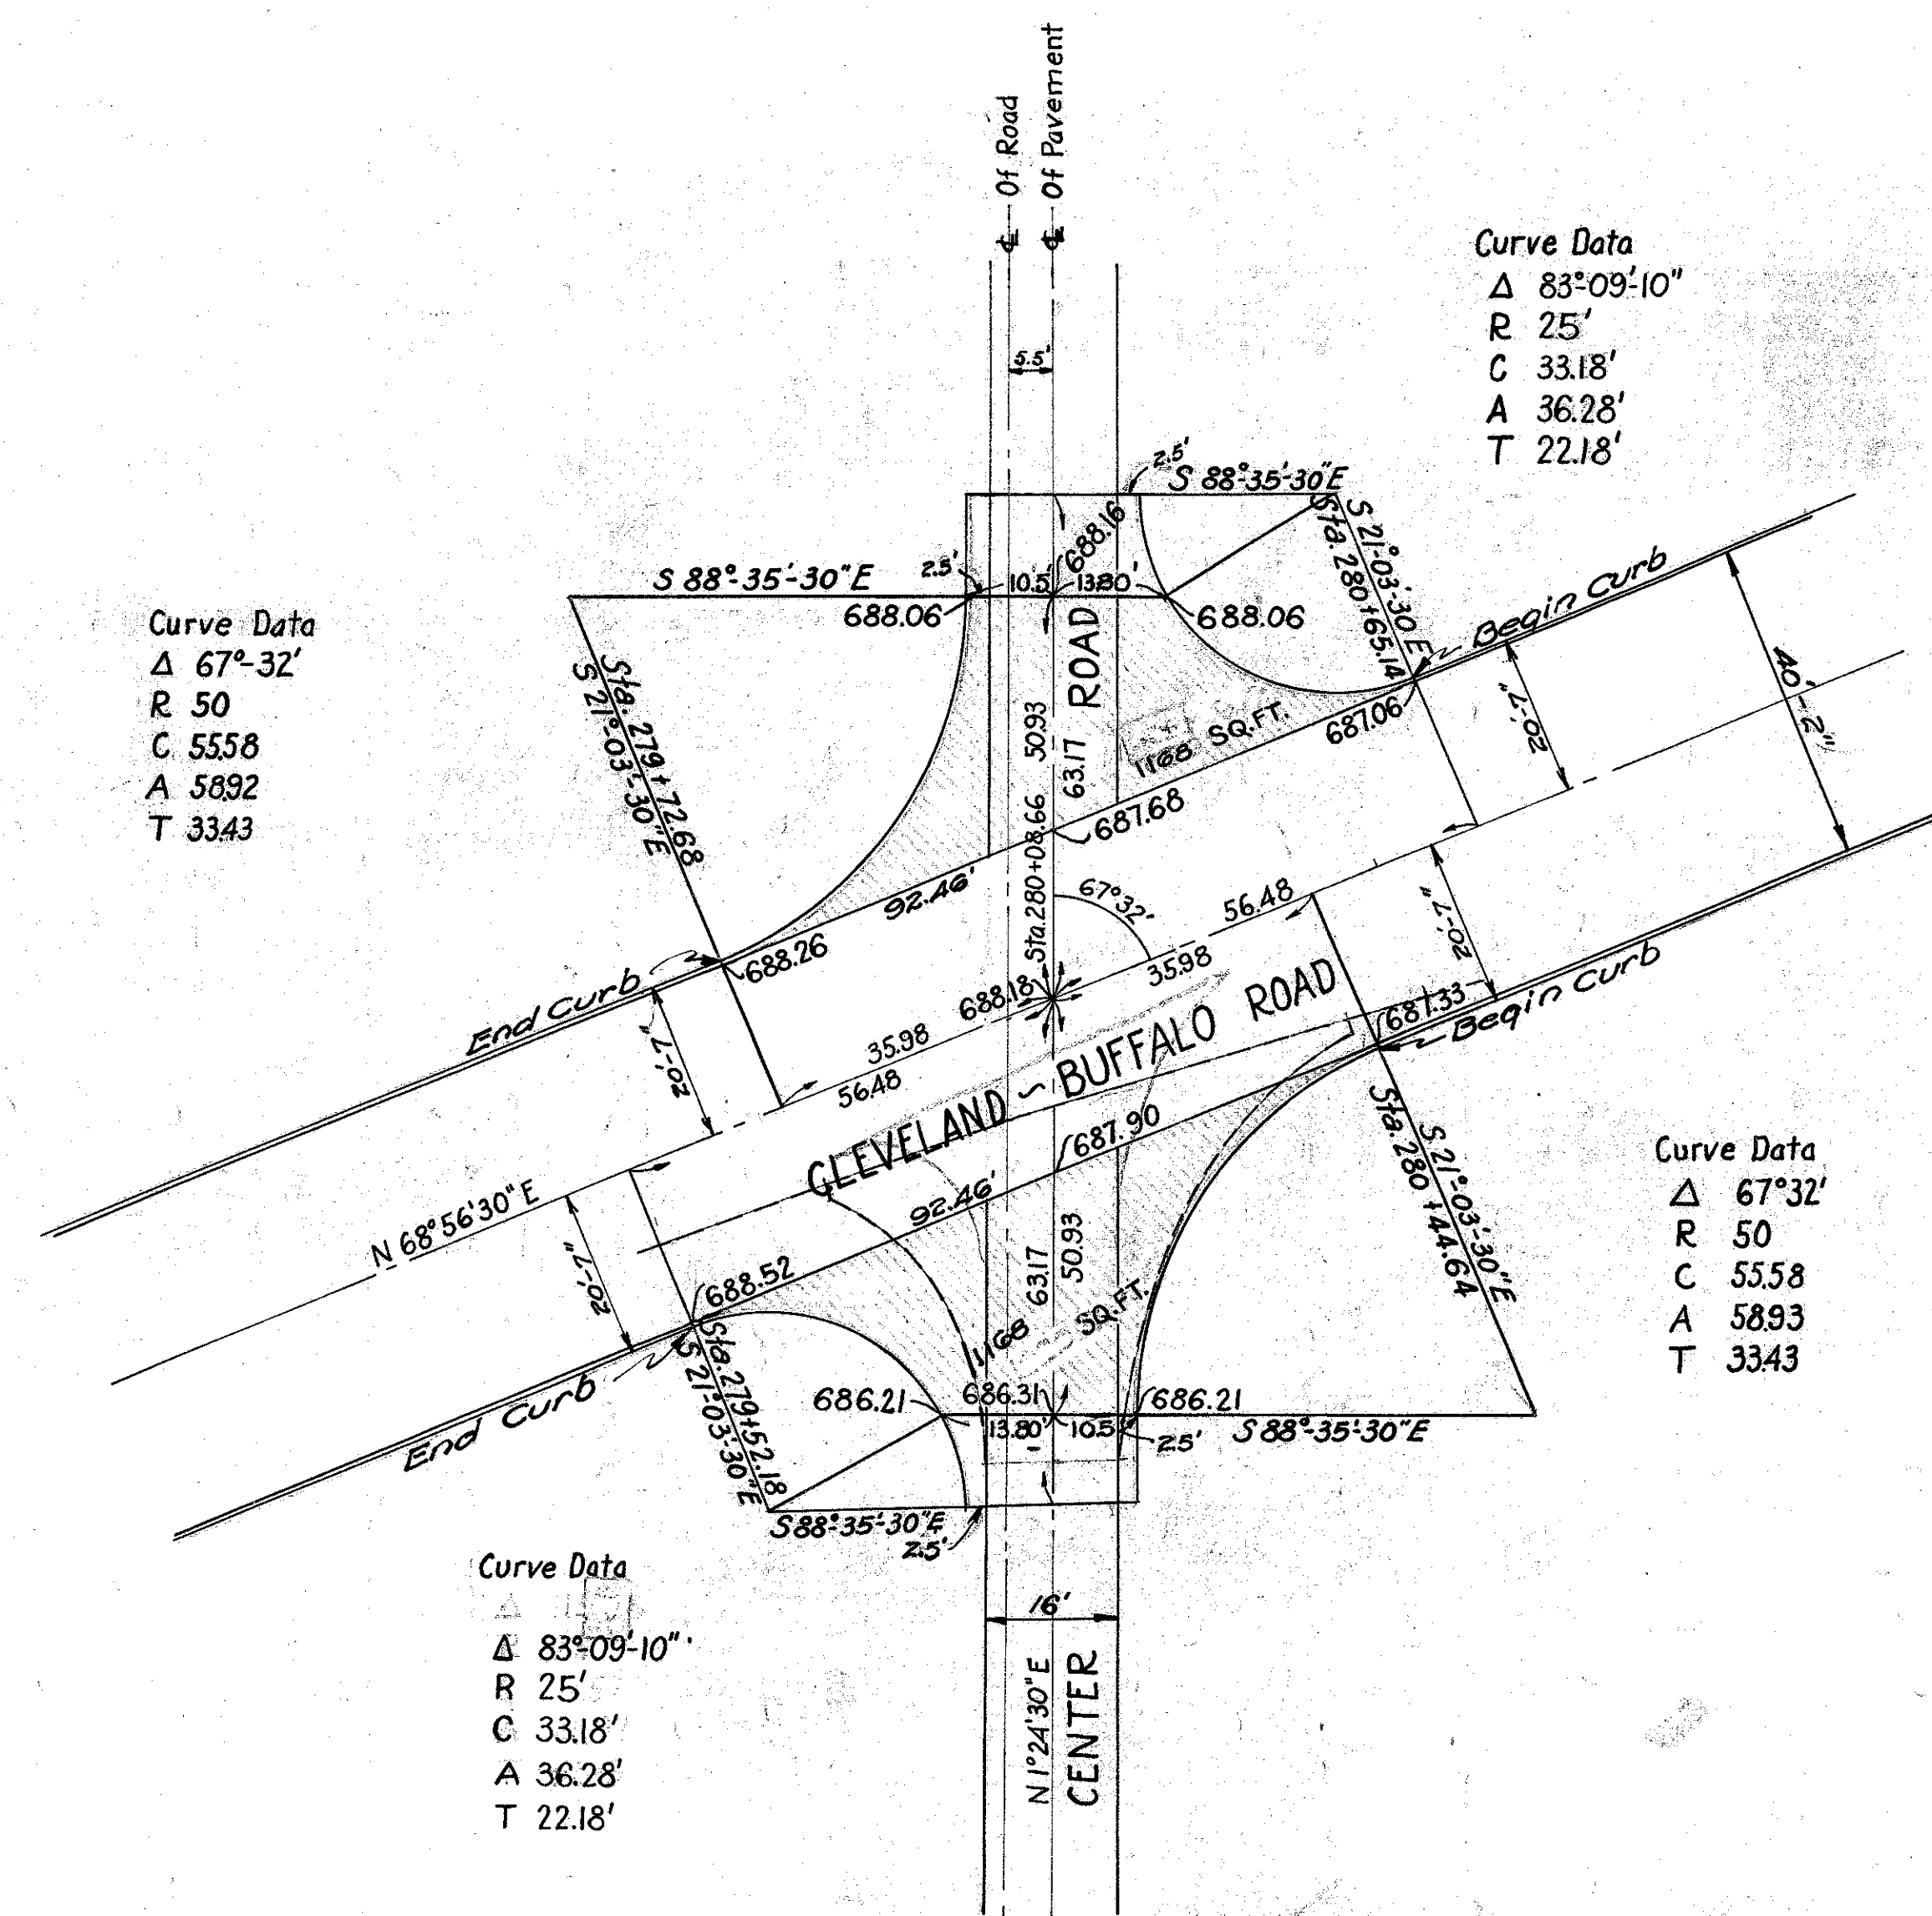 ℄ Of Road
℄ Of Pavement
5.5'
Curve Data
Δ 83°-09'-10"
R 25'
C 33.18'
A 36.28'
T 22.18'
2.5'
S 88°-35'-30"E
S 21°-03'-30"E
Sta. 280+65.14
688.16
S 88°-35'-30"E
2.5'
10.5'
13.80'
688.06
688.06
Begin Curb
Curve Data
Δ 67°-32'
R 50
C 55.58
A 58.92
T 33.43
Sta. 279+72.68
S 21°-03'-30"E
ROAD
63.17
50.93
1168 SQ.FT.
687.06
20'-7"
40'-2"
687.68
Sta.280+08.66
67°32'
92.46'
56.48
35.98
688.26
End Curb
688.18
20'-7"
20'-7"
35.98
56.48
CLEVELAND ~ BUFFALO ROAD
687.33
Begin Curb
687.90
N 68°56'30"E
92.46'
20'-7"
688.52
63.17
50.93
1168 SQ.FT.
Sta. 280+44.64
S 21°-03'-30"E
Curve Data
Δ 67°32'
R 50
C 55.58
A 58.93
T 33.43
End Curb
Sta. 279+52.18
S 21°-03'-30"E
686.21
686.31
686.21
13.80'
10.5
2.5'
S 88°-35'-30"E
S 88°-35'-30"E
2.5'
Curve Data
Δ 83°-09'-10"
R 25'
C 33.18'
A 36.28'
T 22.18'
16'
N 1°24'30"E
CENTER